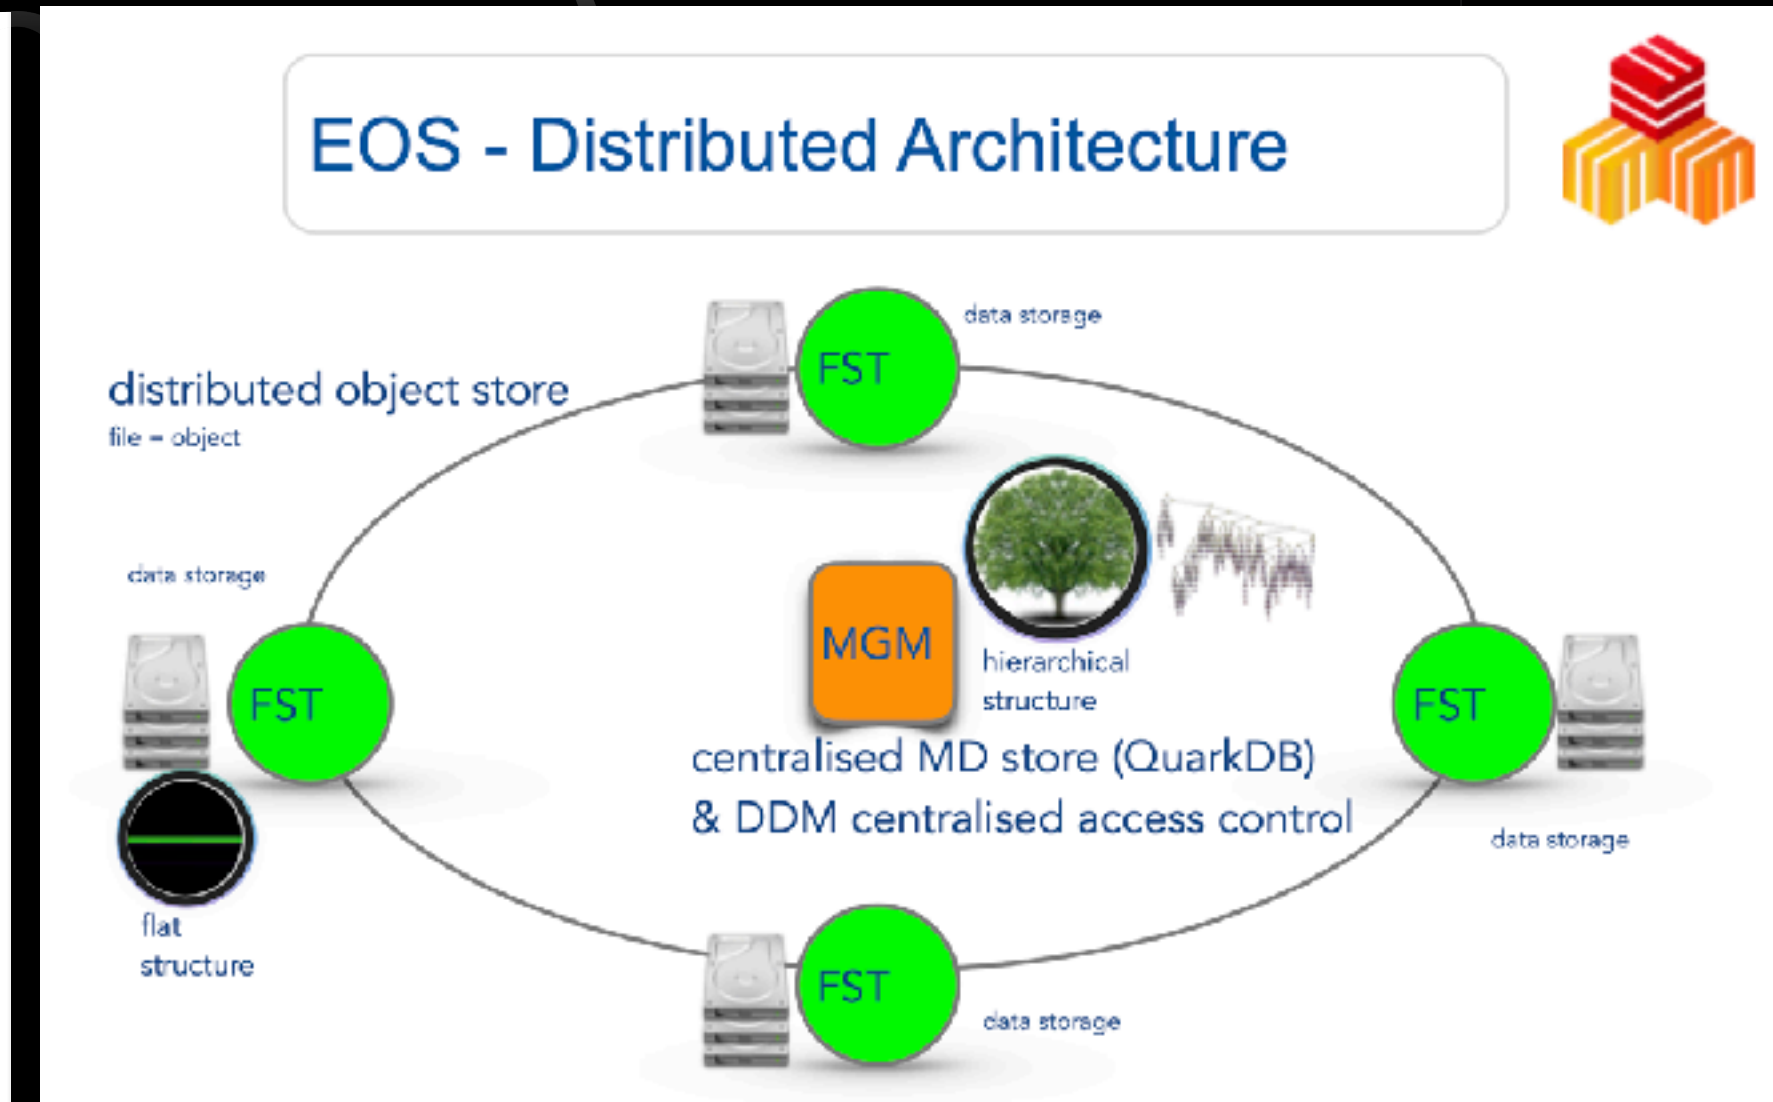 EOS - Distributed Architecture
data storage
FST
distributed object store
file = object
data storage
FST
MGM
hierarchical
structure
FST
centralised MD store (QuarkDB)
& DDM centralised access control
data storage
flat
structure
FST
data storage